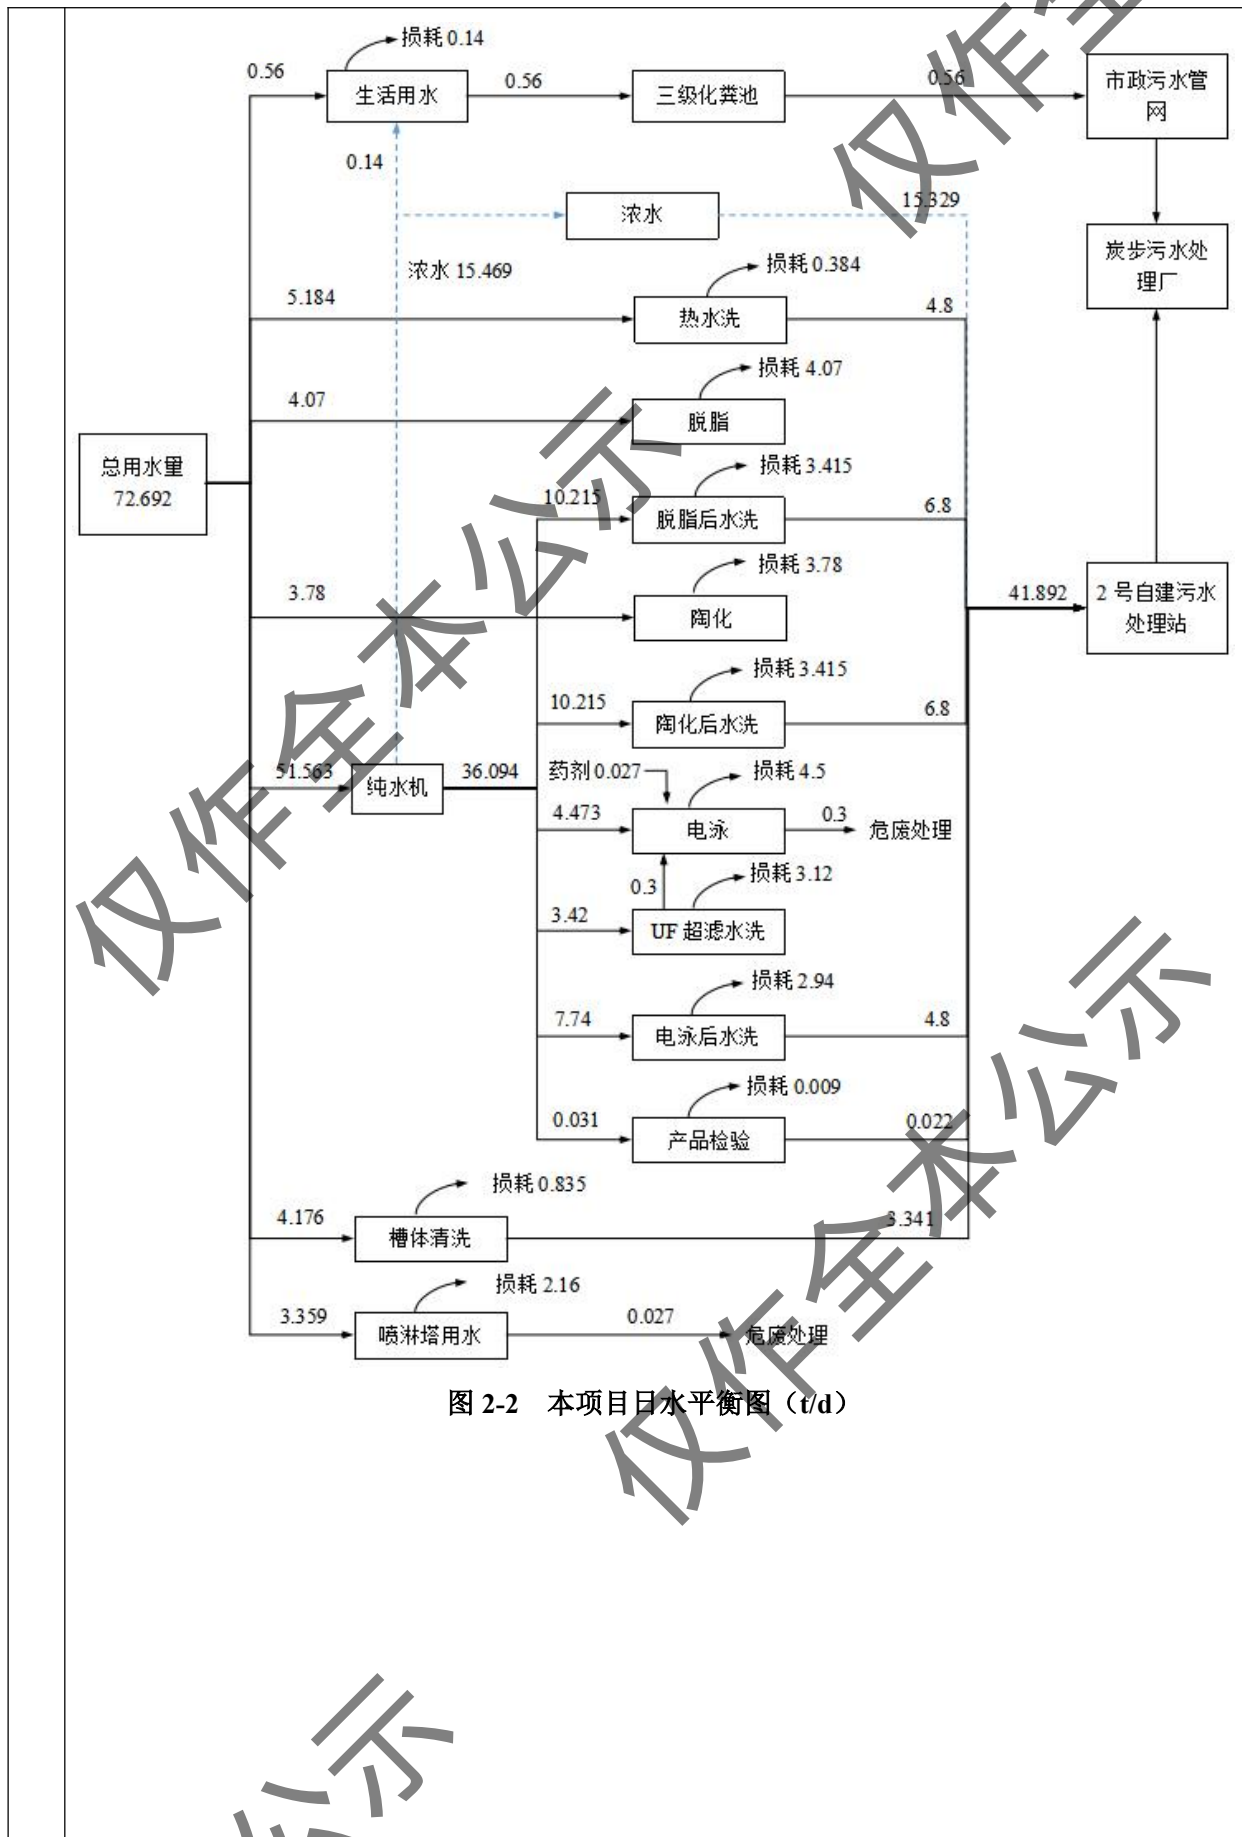 损耗 0.14
0.56
生活用水
0.56
三级化粪池
0.56
市政污水管
网
0.14
浓水
15.329
炭步污水处
理厂
浓水 15.469
损耗 0.384
5.184
热水洗
4.8
损耗 4.07
4.07
脱脂
总用水量
72.692
损耗 3.415
10.215
脱脂后水洗
6.8
损耗 3.78
3.78
陶化
41.892
2 号自建污水
处理站
损耗 3.415
10.215
陶化后水洗
6.8
51.563
纯水机
36.094
药剂 0.027
损耗 4.5
4.473
电泳
0.3
危废处理
0.3
损耗 3.12
3.42
UF 超滤水洗
损耗 2.94
7.74
电泳后水洗
4.8
损耗 0.009
0.031
产品检验
0.022
损耗 0.835
4.176
槽体清洗
3.341
损耗 2.16
3.359
喷淋塔用水
0.027
危废处理
图 2-2 本项目日水平衡图（t/d）
仅作全
仅作全本公示
仅作全本公示
公示